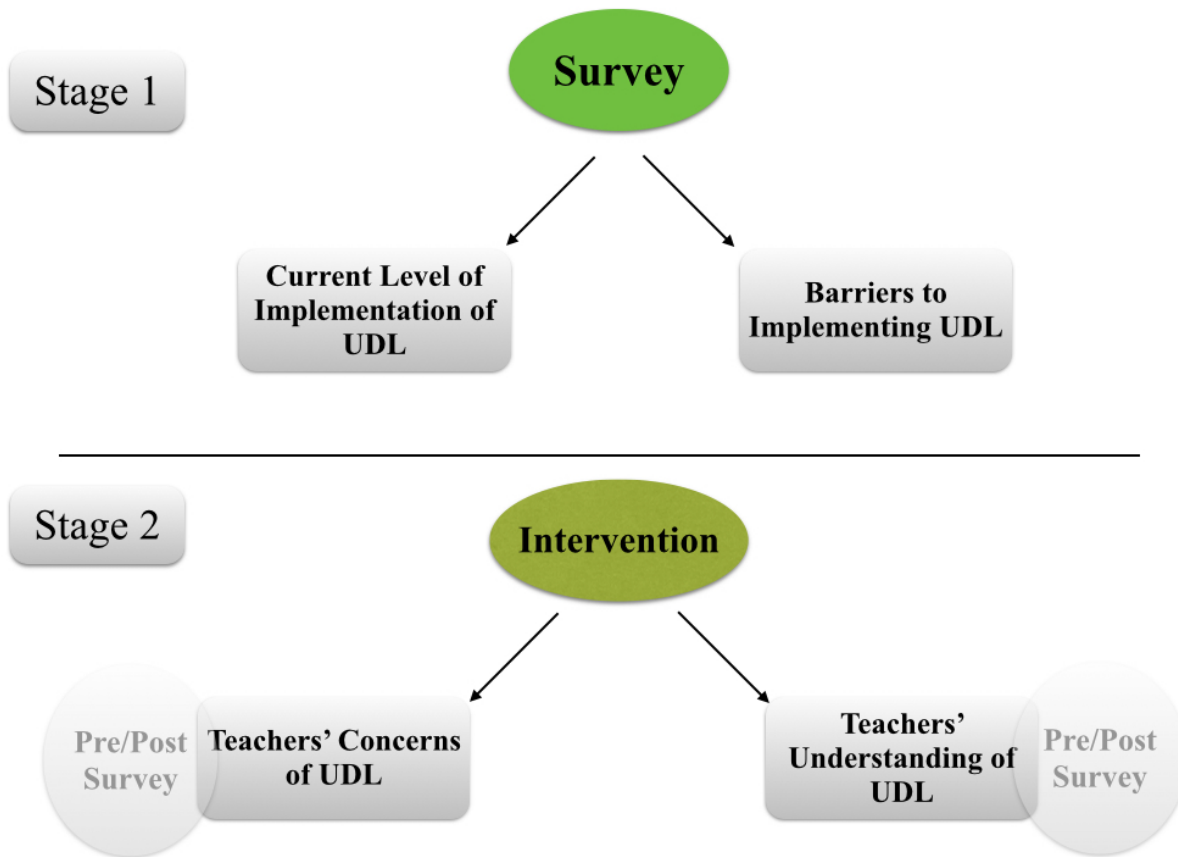 Stage 1
Survey
Current Level of
Implementation of
UDL
Barriers to
Implementing UDL
Stage 2
Intervention
Pre/Post
Survey
Teachers’ Concerns
of UDL
Teachers’
Understanding of
UDL
Pre/Post
Survey